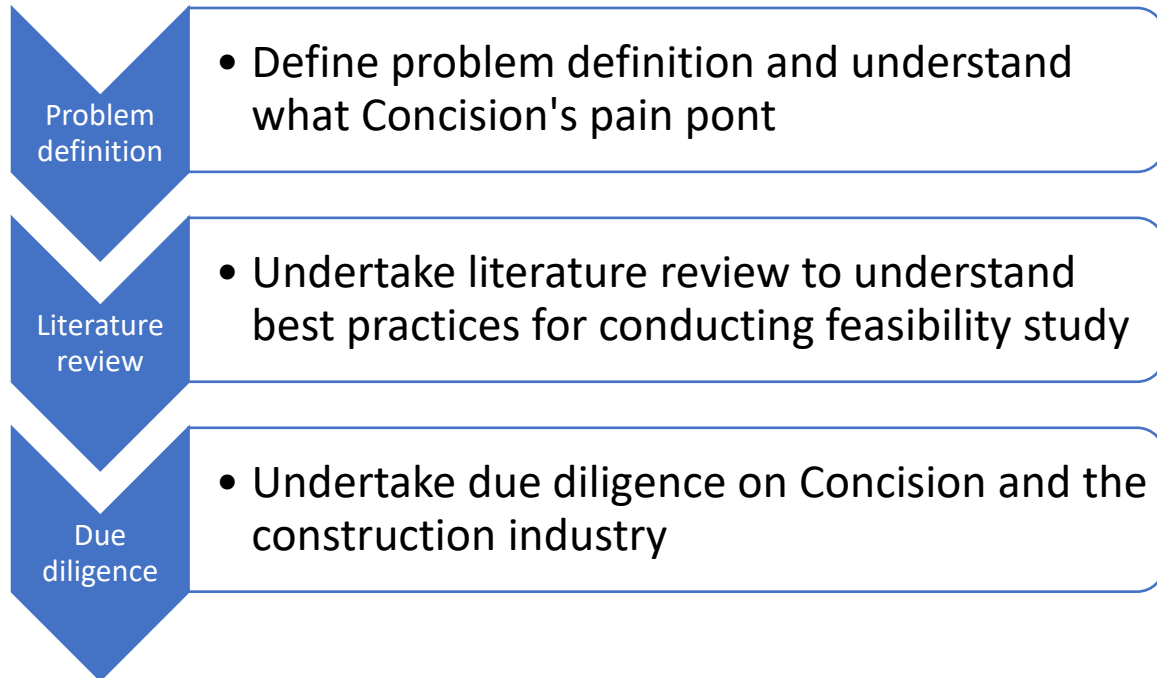 Problem
definition
• Define problem definition and understand
what Concision's pain pont
Literature
review
• Undertake literature review to understand
best practices for conducting feasibility study
Due
diligence
• Undertake due diligence on Concision and the
construction industry